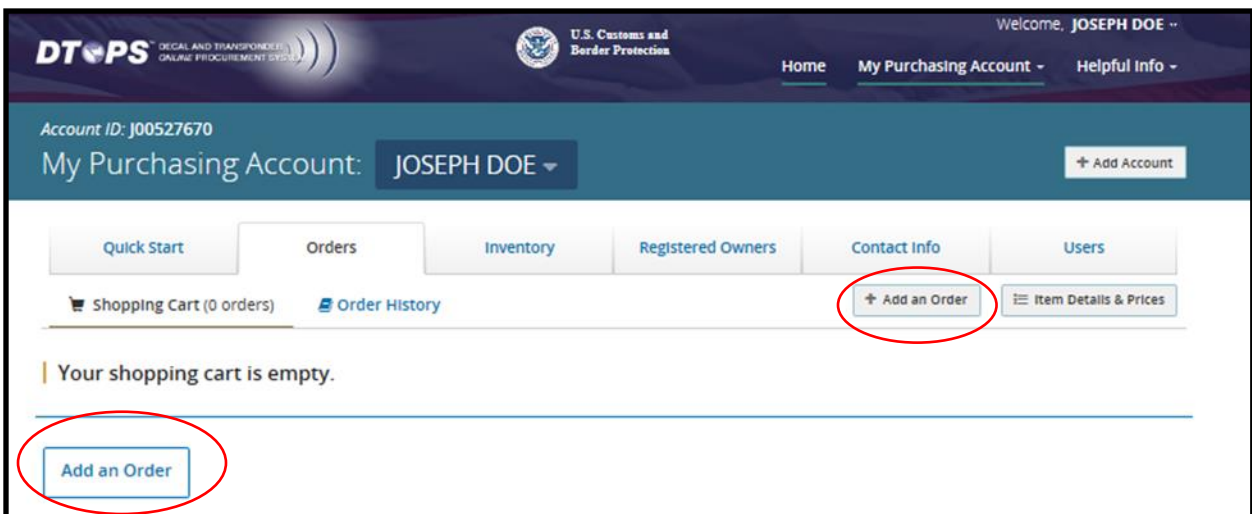 Welcome, JOSEPH DOE
DTOPS DECAL AND TRANSPONDER
ONLINE PROCUREMENT SYSTEM
U.S. Customs and
Border Protection
Home My Purchasing Account Helpful Info
Account ID: J00527670
My Purchasing Account: JOSEPH DOE
+ Add Account
Quick Start Orders Inventory Registered Owners Contact Info Users
Shopping Cart (0 orders) Order History + Add an Order Item Details & Prices
Your shopping cart is empty.
Add an Order